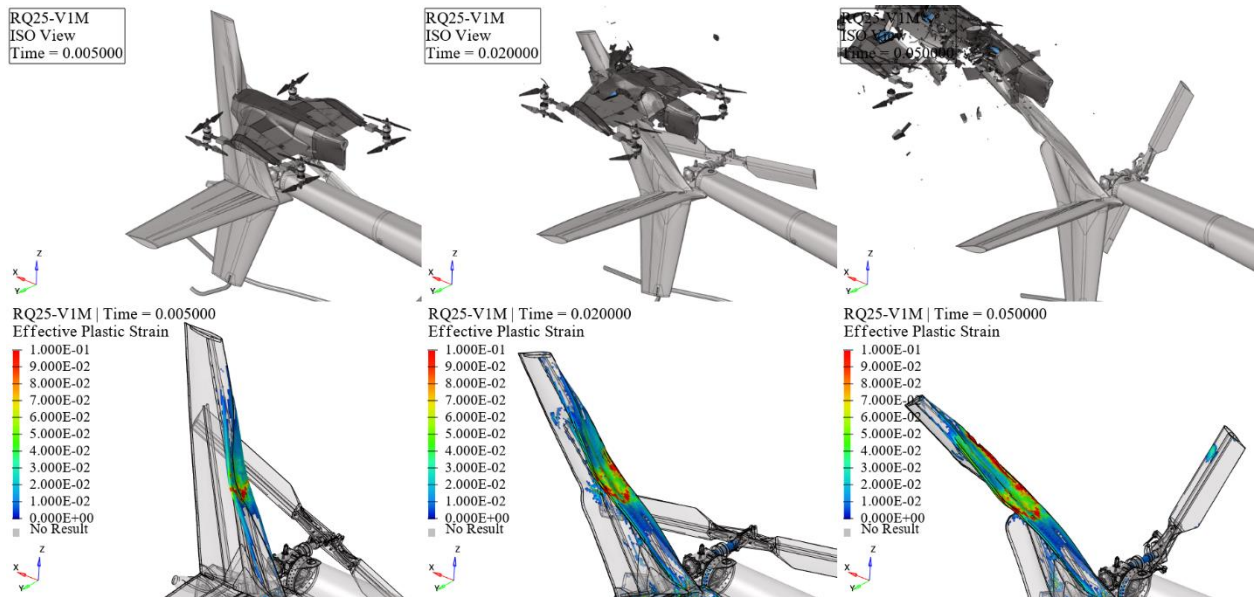 RQ25-V1M
ISO View
Time = 0.005000
RQ25-V1M
ISO View
Time = 0.020000
RQ25-V1M
ISO View
Time = 0.050000
Z
X
Y
Z
X
Y
Z
X
Y
RQ25-V1M | Time = 0.005000
Effective Plastic Strain
1.000E-01
9.000E-02
8.000E-02
7.000E-02
6.000E-02
5.000E-02
4.000E-02
3.000E-02
2.000E-02
1.000E-02
0.000E+00
No Result
Z
X
Y
RQ25-V1M | Time = 0.020000
Effective Plastic Strain
1.000E-01
9.000E-02
8.000E-02
7.000E-02
6.000E-02
5.000E-02
4.000E-02
3.000E-02
2.000E-02
1.000E-02
0.000E+00
No Result
Z
X
Y
RQ25-V1M | Time = 0.050000
Effective Plastic Strain
1.000E-01
9.000E-02
8.000E-02
7.000E-02
6.000E-02
5.000E-02
4.000E-02
3.000E-02
2.000E-02
1.000E-02
0.000E+00
No Result
Z
X
Y